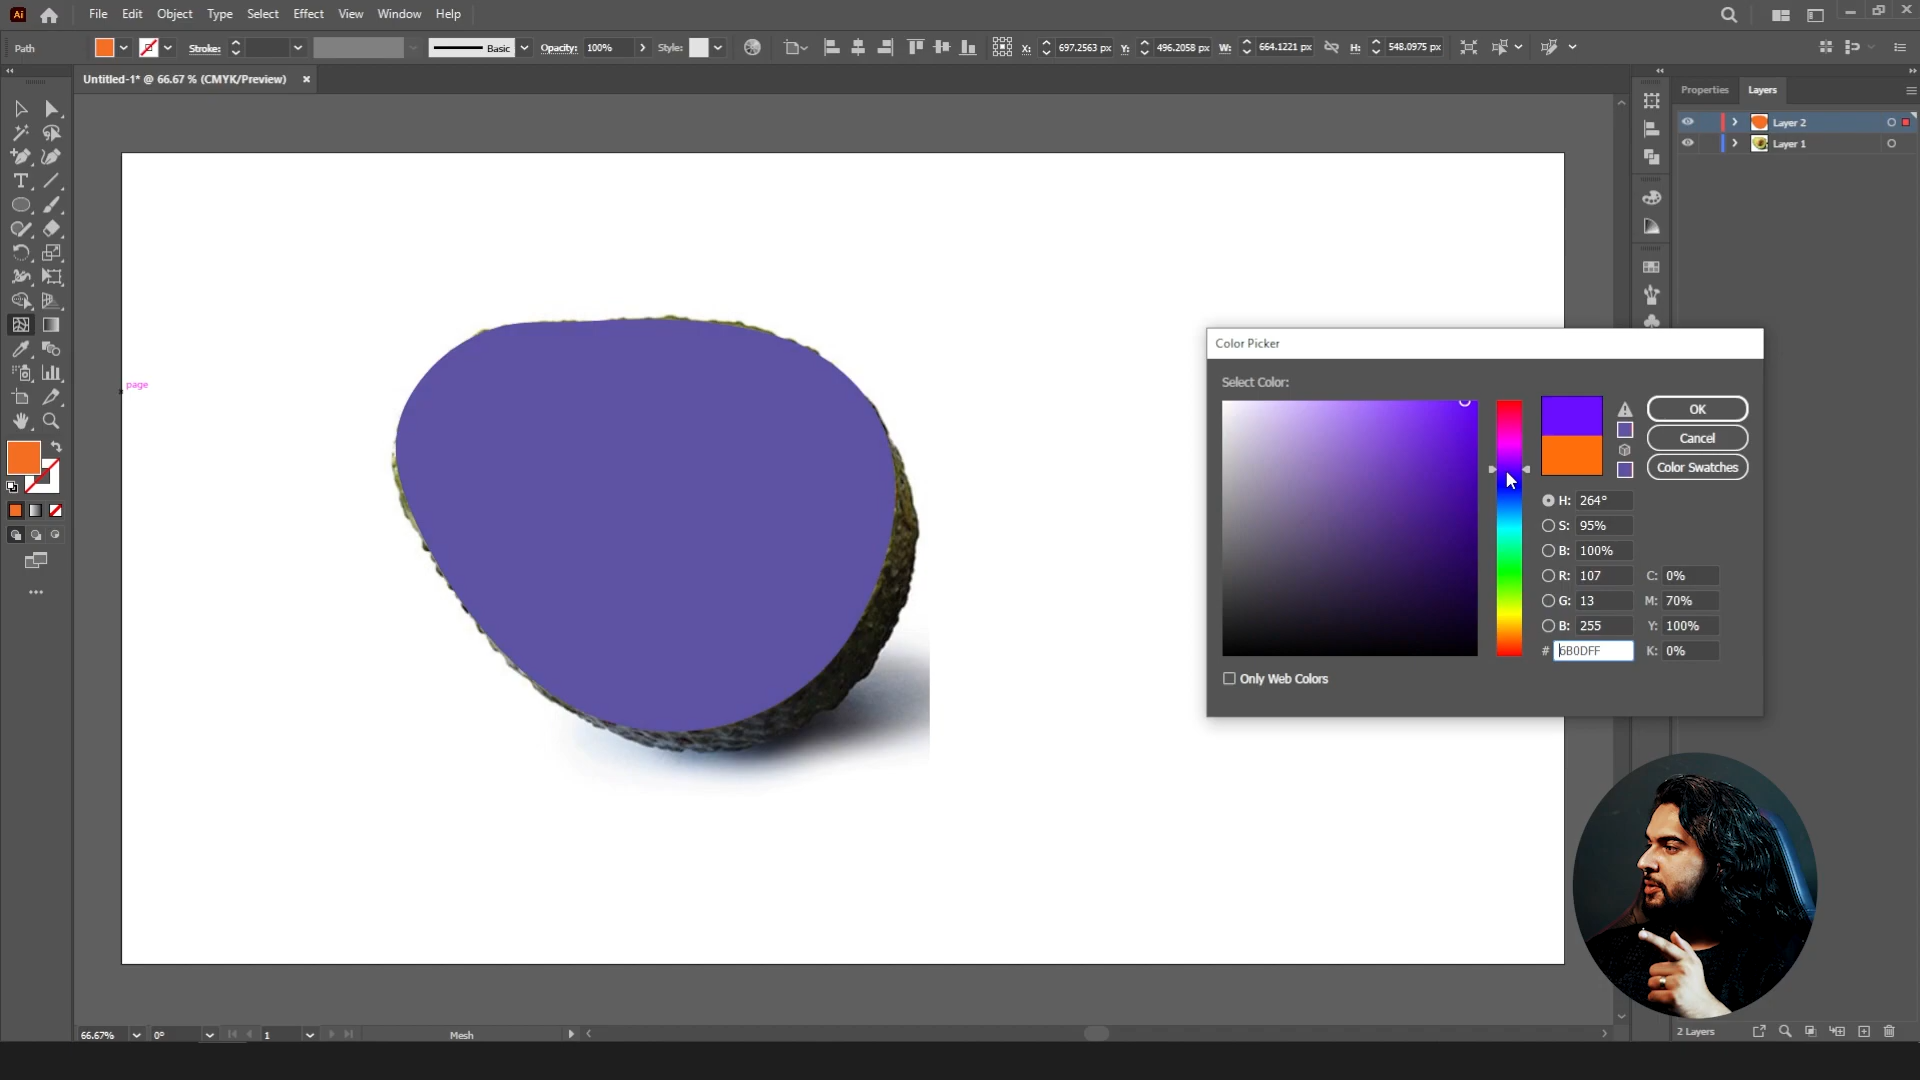 Ai File Edit Object Type Select Effect View Window Help
Path Stroke: Basic Opacity: 100% Style: X: 697.2563 px Y: 496.2058 px W: 664.1221 px H: 548.0975 px
Untitled-1* @ 66.67 % (CMYK/Preview)
Properties Layers
Layer 2
Layer 1
page
Color Picker
Select Color:
OK
Cancel
Color Swatches
H: 264°
S: 95%
B: 100%
R: 107 C: 0%
G: 13 M: 70%
B: 255 Y: 100%
# 6B0DFF K: 0%
Only Web Colors
66.67% 0° 1 Mesh
2 Layers